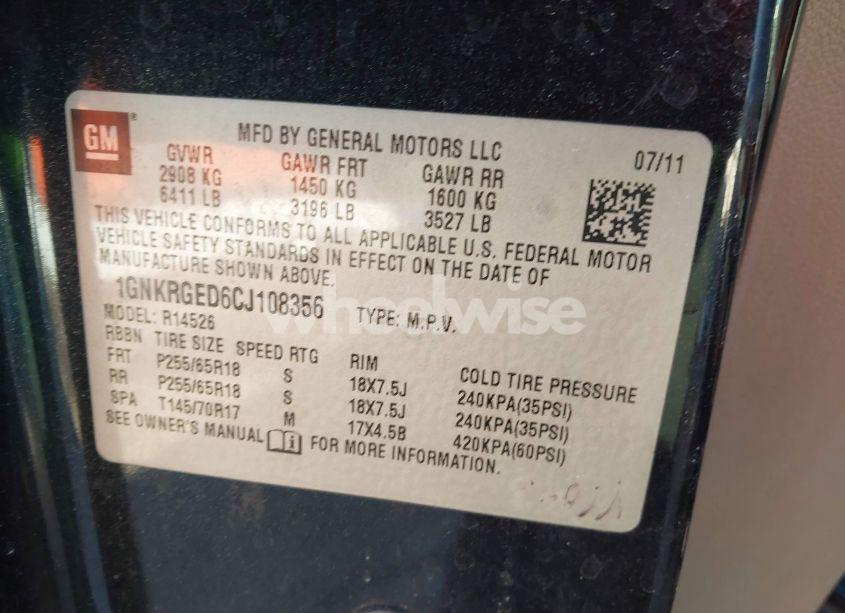 GM
MFD BY GENERAL MOTORS LLC
07/11
GVWR GAWR FRT GAWR RR
2908 KG 1450 KG 1600 KG
6411 LB 3196 LB 3527 LB
THIS VEHICLE CONFORMS TO ALL APPLICABLE U.S. FEDERAL MOTOR
VEHICLE SAFETY STANDARDS IN EFFECT ON THE DATE OF
MANUFACTURE SHOWN ABOVE.
1GNKRGED6CJ108356 TYPE: M.P.V.
wheelwise
MODEL: R14526
RBBN TIRE SIZE SPEED RTG RIM COLD TIRE PRESSURE
FRT P255/65R18 S 18X7.5J 240KPA(35PSI)
RR P255/65R18 S 18X7.5J 240KPA(35PSI)
SPA T145/70R17 M 17X4.5B 420KPA(60PSI)
SEE OWNER'S MANUAL FOR MORE INFORMATION.